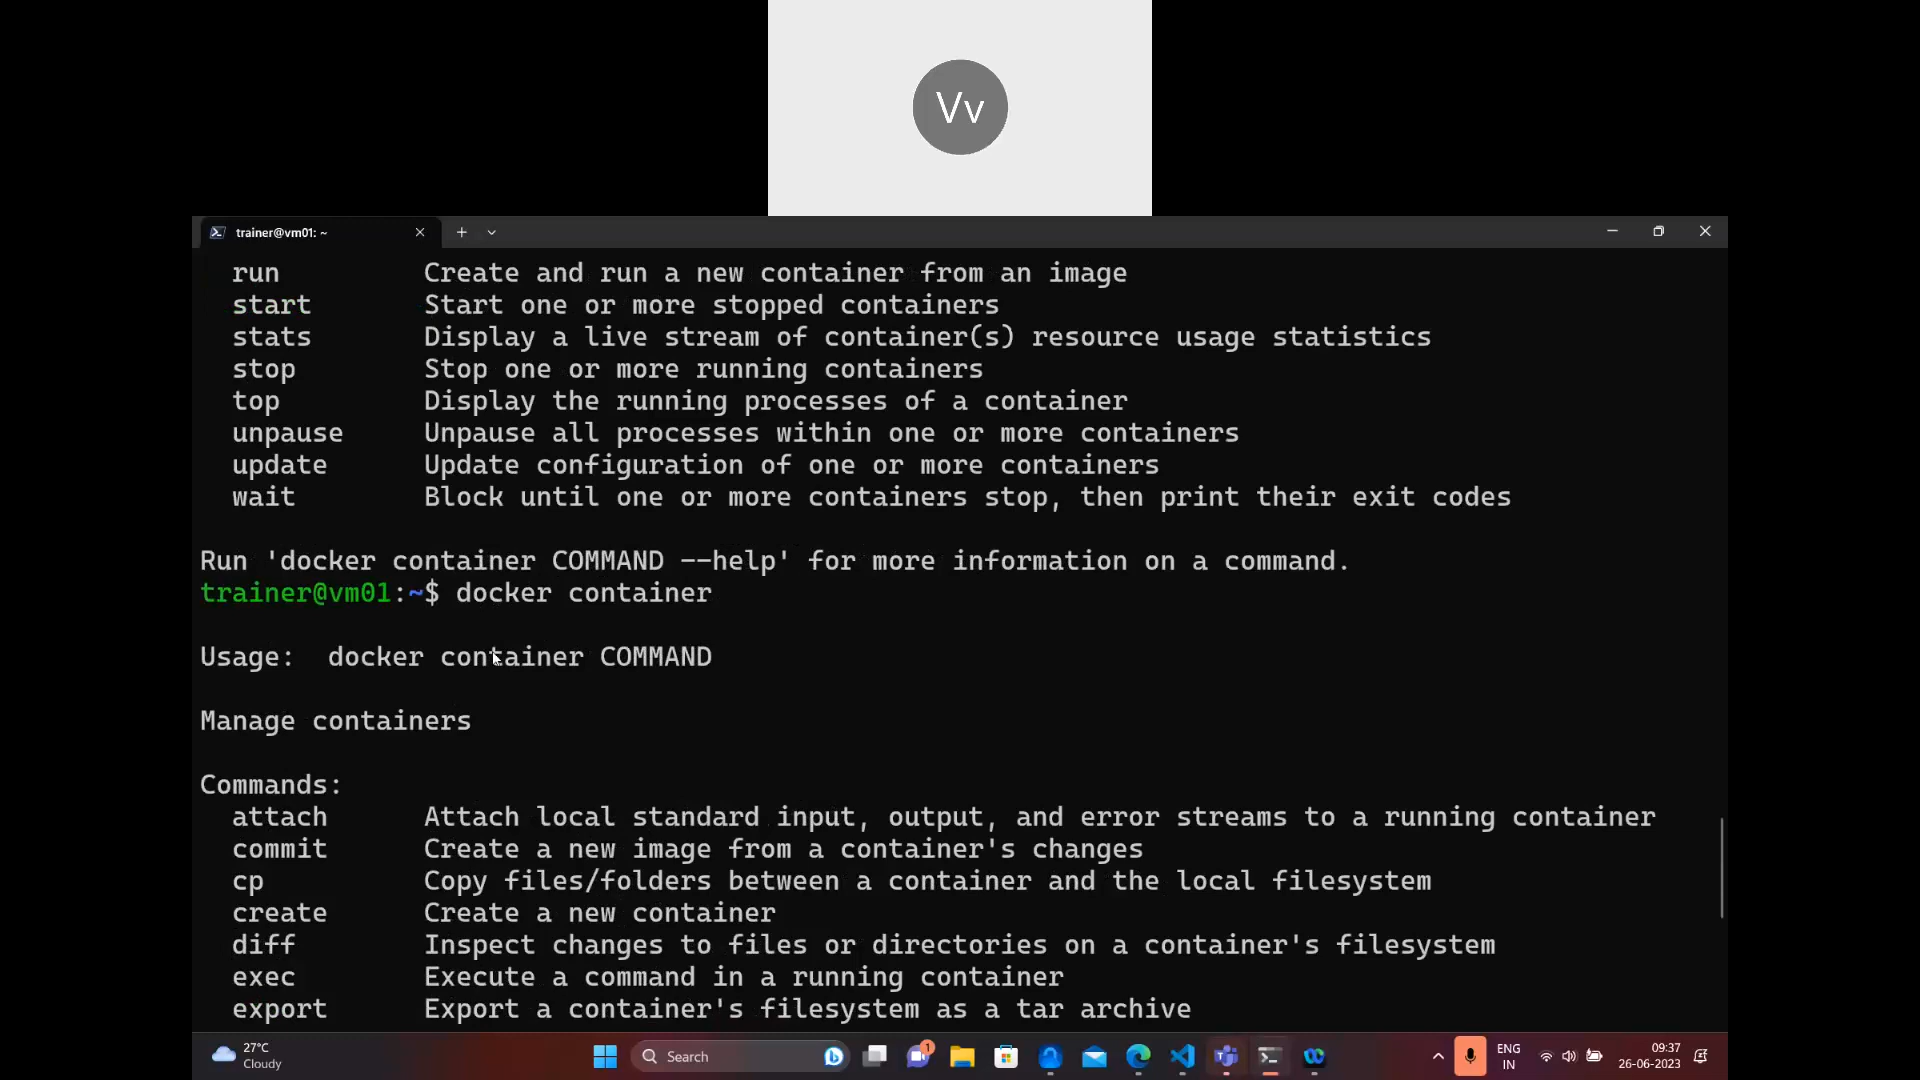 Vv
trainer@vm01: ~
run Create and run a new container from an image
start Start one or more stopped containers
stats Display a live stream of container(s) resource usage statistics
stop Stop one or more running containers
top Display the running processes of a container
unpause Unpause all processes within one or more containers
update Update configuration of one or more containers
wait Block until one or more containers stop, then print their exit codes
Run 'docker container COMMAND --help' for more information on a command.
trainer@vm01:~$ docker container
Usage: docker container COMMAND
Manage containers
Commands:
attach Attach local standard input, output, and error streams to a running container
commit Create a new image from a container's changes
cp Copy files/folders between a container and the local filesystem
create Create a new container
diff Inspect changes to files or directories on a container's filesystem
exec Execute a command in a running container
export Export a container's filesystem as a tar archive
27°C
Cloudy
Search
1
ENG
IN
09:37
26-06-2023